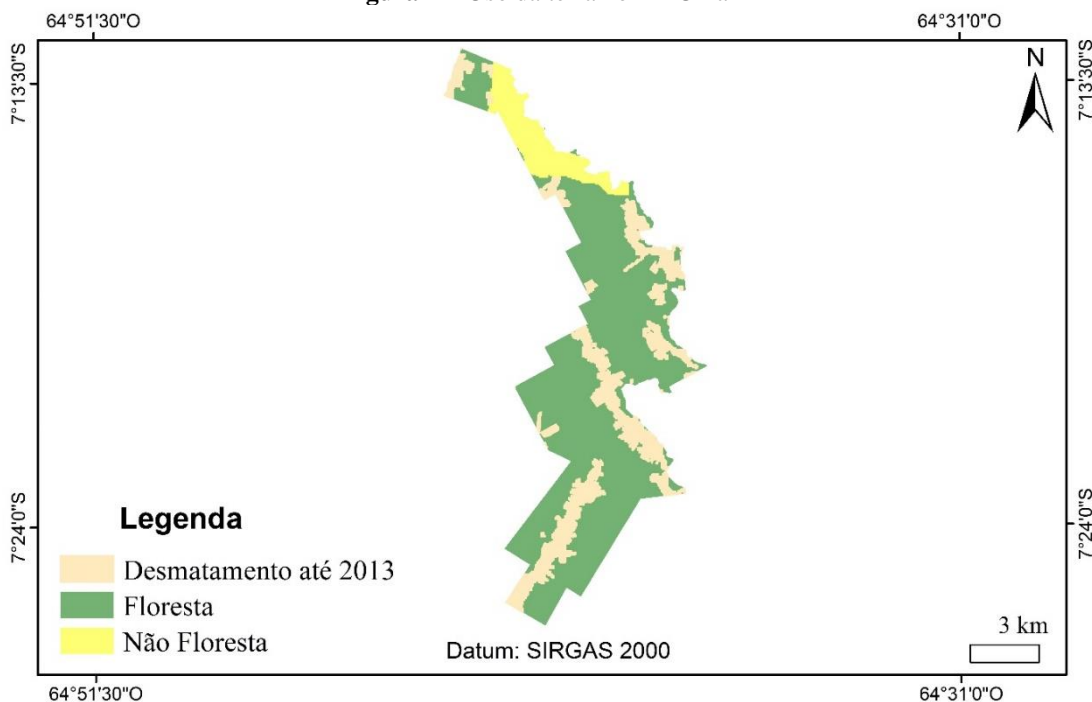 64°51'30"O 64°31'0"O
7°13'30"S 7°13'30"S
N
7°24'0"S 7°24'0"S
Legenda
Desmatamento até 2013
Floresta
Não Floresta
Datum: SIRGAS 2000
3 km
64°51'30"O 64°31'0"O